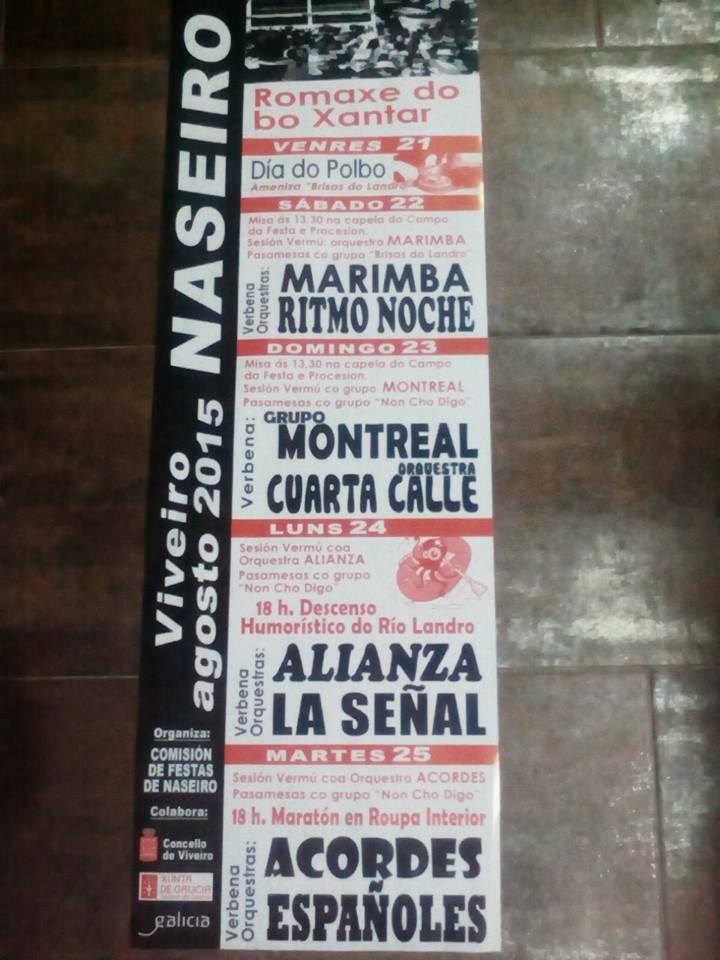 NASEIRO
Viveiro
agosto 2015
Organiza:
COMISIÓN
DE FESTAS
DE NASEIRO
Colabora:
Concello
de Viveiro
XUNTA
DE GALICIA
galicia
Romaxe do
bo Xantar
VENRES 21
Día do Polbo
Ameniza "Brisas do Landro
SÁBADO 22
Misa ás 13.30 na capela do Campo
da Festa e Procesion.
Sesión Vermú: orquestra MARIMBA
Pasamesas co grupo "Brisas do Landro"
Verbena
Orquestras:
MARIMBA
RITMO NOCHE
DOMINGO 23
Misa ás 13.30 na capela do Campo
da Festa e Procesion.
Sesión Vermú co grupo MONTREAL
Pasamesas co grupo "Non Cho Digo"
Verbena:
GRUPO
MONTREAL
ORQUESTRA
CUARTA CALLE
LUNS 24
Sesión Vermú coa
Orquestra ALIANZA
Pasamesas co grupo
"Non Cho Digo"
18 h. Descenso
Humorístico do Río Landro
Verbena
Orquestras:
ALIANZA
LA SEÑAL
MARTES 25
Sesión Vermú coa Orquestra ACORDES
Pasamesas co grupo "Non Cho Digo"
18 h. Maratón en Roupa Interior
Verbena
Orquestras:
ACORDES
ESPAÑOLES